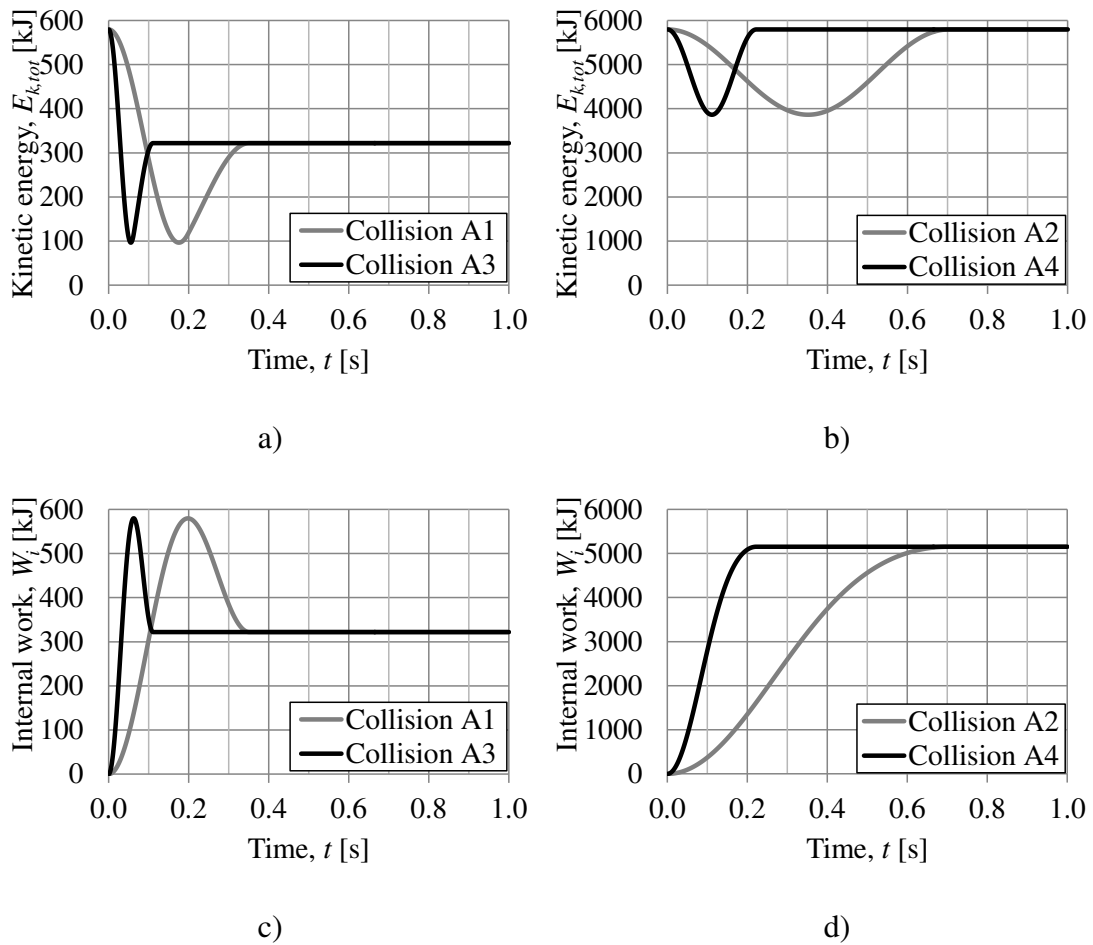 Kinetic energy, E_{k,tot} [kJ]
600
500
400
300
200
100
0
Collision A1
Collision A3
0.0 0.2 0.4 0.6 0.8 1.0
Time, t [s]
a)
Kinetic energy, E_{k,tot} [kJ]
6000
5000
4000
3000
2000
1000
0
Collision A2
Collision A4
0.0 0.2 0.4 0.6 0.8 1.0
Time, t [s]
b)
Internal work, W_i [kJ]
600
500
400
300
200
100
0
Collision A1
Collision A3
0.0 0.2 0.4 0.6 0.8 1.0
Time, t [s]
c)
Internal work, W_i [kJ]
6000
5000
4000
3000
2000
1000
0
Collision A2
Collision A4
0.0 0.2 0.4 0.6 0.8 1.0
Time, t [s]
d)